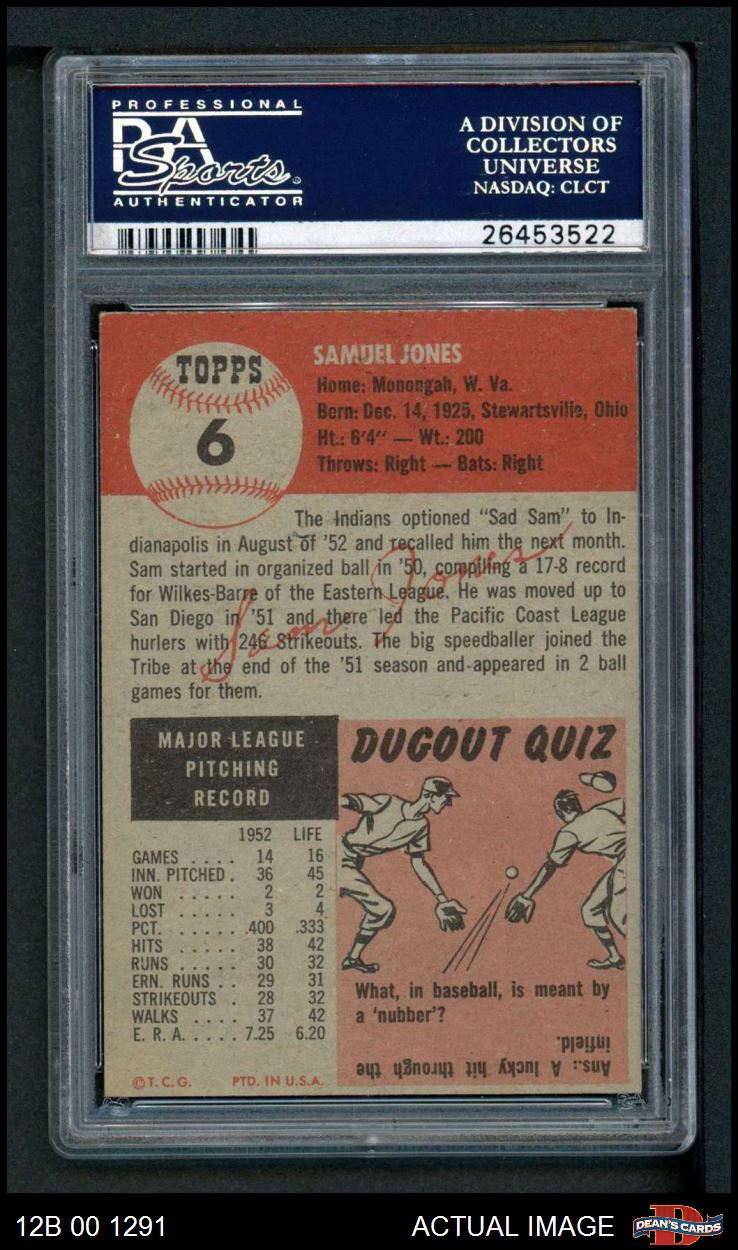 PROFESSIONAL
PSA
Sports
AUTHENTICATOR
A DIVISION OF
COLLECTORS
UNIVERSE
NASDAQ: CLCT
26453522
TOPPS
6
SAMUEL JONES
Home: Monongah, W. Va.
Born: Dec. 14, 1925, Stewartsville, Ohio
Ht.: 6'4" — Wt.: 200
Throws: Right — Bats: Right
The Indians optioned "Sad Sam" to In-
dianapolis in August of '52 and recalled him the next month.
Sam started in organized ball in '50, compiling a 17-8 record
for Wilkes-Barre of the Eastern League. He was moved up to
San Diego in '51 and there led the Pacific Coast League
hurlers with 246 Strikeouts. The big speedballer joined the
Tribe at the end of the '51 season and appeared in 2 ball
games for them.
Sam Jones
MAJOR LEAGUE
PITCHING
RECORD
1952 LIFE
GAMES .... 14 16
INN. PITCHED . 36 45
WON ..... 2 2
LOST ..... 3 4
PCT. ..... .400 .333
HITS ..... 38 42
RUNS ..... 30 32
ERN. RUNS .. 29 31
STRIKEOUTS . 28 32
WALKS .... 37 42
E. R. A. .... 7.25 6.20
©T.C.G. PTD. IN U.S.A.
DUGOUT QUIZ
What, in baseball, is meant by
a 'nubber'?
Ans.: A lucky hit through the
infield.
12B 00 1291
ACTUAL IMAGE
D
DEAN'S CARDS